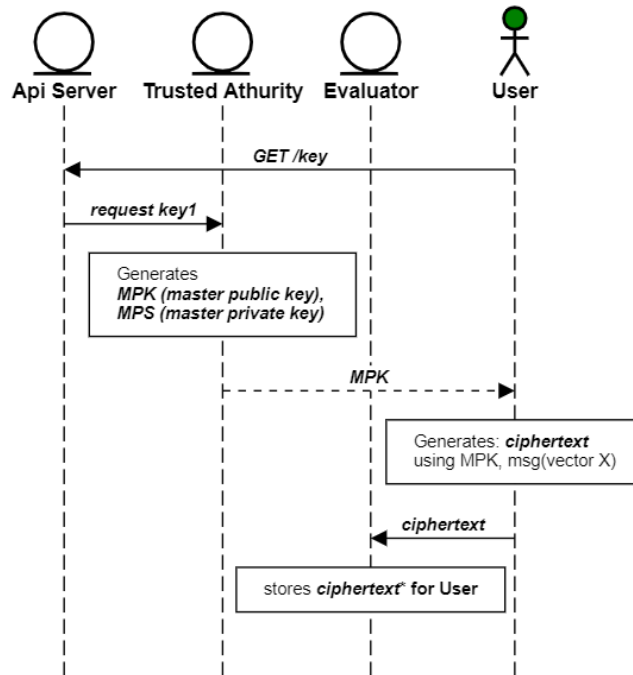 Api Server
Trusted Athurity
Evaluator
User
GET /key
request key1
Generates
MPK (master public key),
MPS (master private key)
MPK
Generates: ciphertext
using MPK, msg(vector X)
ciphertext
stores ciphertext* for User